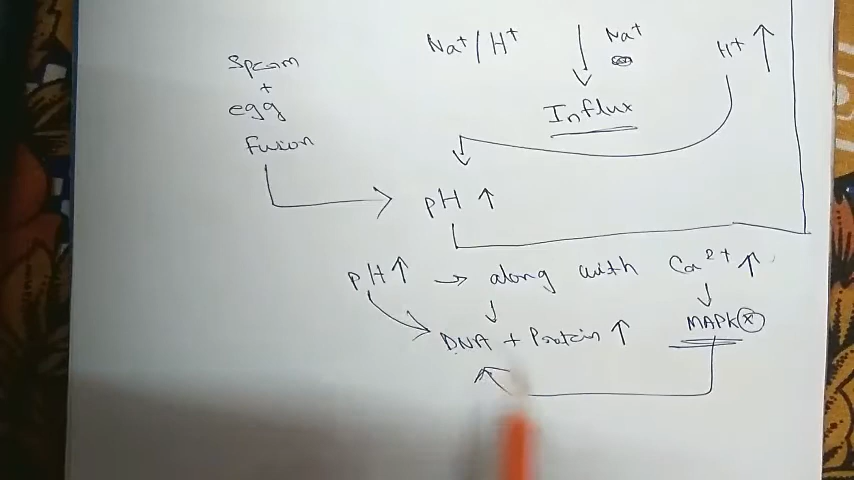 Na⁺/H⁺ ↓ Na⁺ H⁺ ↑
Sperm
+
egg
Fusion
Influx
pH ↑
pH ↑ → along with Ca²⁺ ↑
DNA + Protein ↑ MAPK ⓧ